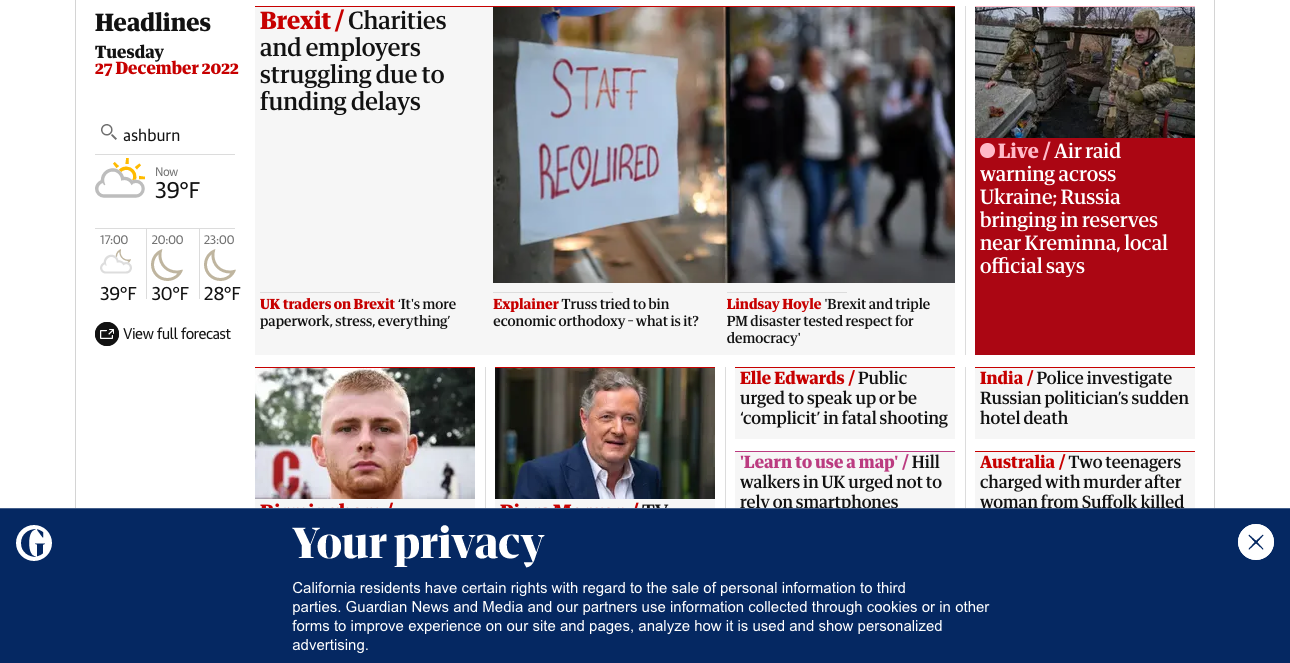 Headlines
Tuesday
27 December 2022
ashburn
Now
39°F
17:00 20:00 23:00
39°F 30°F 28°F
View full forecast
Brexit / Charities
and employers
struggling due to
funding delays
STAFF
REQUIRED
UK traders on Brexit ‘It's more
paperwork, stress, everything’
Explainer Truss tried to bin
economic orthodoxy – what is it?
Lindsay Hoyle 'Brexit and triple
PM disaster tested respect for
democracy'
Live / Air raid
warning across
Ukraine; Russia
bringing in reserves
near Kreminna, local
official says
Elle Edwards / Public
urged to speak up or be
‘complicit’ in fatal shooting
India / Police investigate
Russian politician’s sudden
hotel death
'Learn to use a map' / Hill
walkers in UK urged not to
rely on smartphones
Australia / Two teenagers
charged with murder after
woman from Suffolk killed
Your privacy
California residents have certain rights with regard to the sale of personal information to third
parties. Guardian News and Media and our partners use information collected through cookies or in other
forms to improve experience on our site and pages, analyze how it is used and show personalized
advertising.